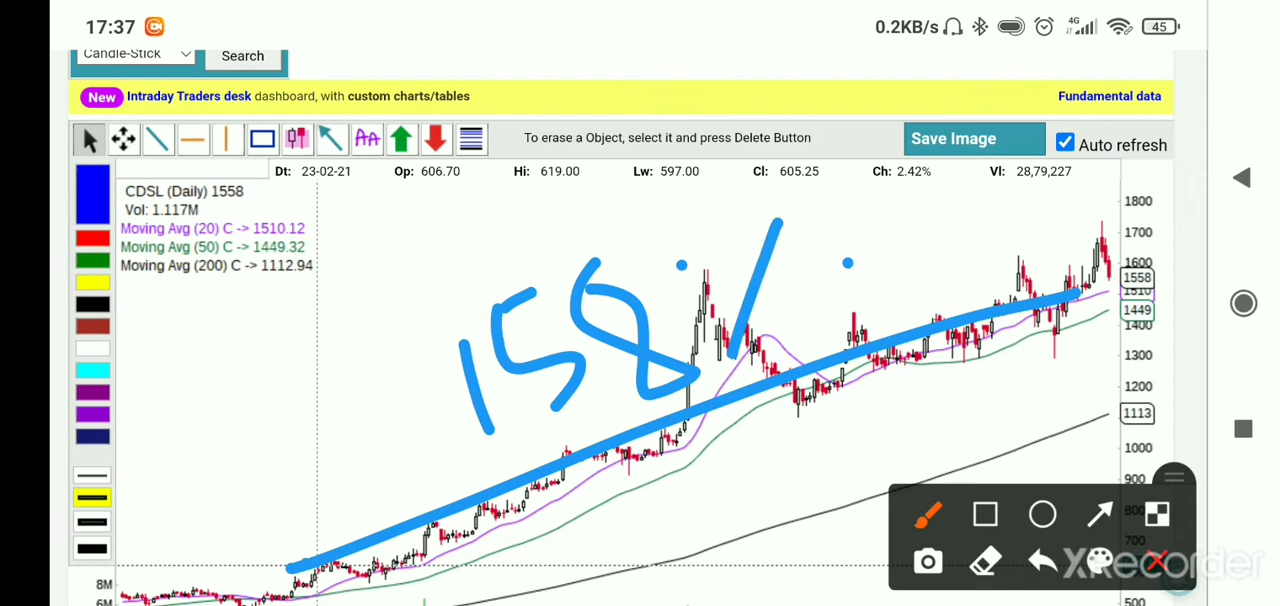 17:37 0.2KB/s 4G 45
Candle-Stick Search
New Intraday Traders desk dashboard, with custom charts/tables Fundamental data
To erase a Object, select it and press Delete Button Save Image Auto refresh
Dt: 23-02-21 Op: 606.70 Hi: 619.00 Lw: 597.00 Cl: 605.25 Ch: 2.42% Vl: 28,79,227
CDSL (Daily) 1558
Vol: 1.117M
Moving Avg (20) C -> 1510.12
Moving Avg (50) C -> 1449.32
Moving Avg (200) C -> 1112.94
158%
1800
1700
1600
1558
1510
1449
1400
1300
1200
1113
1000
900
700
500
8M
6M
XRecorder